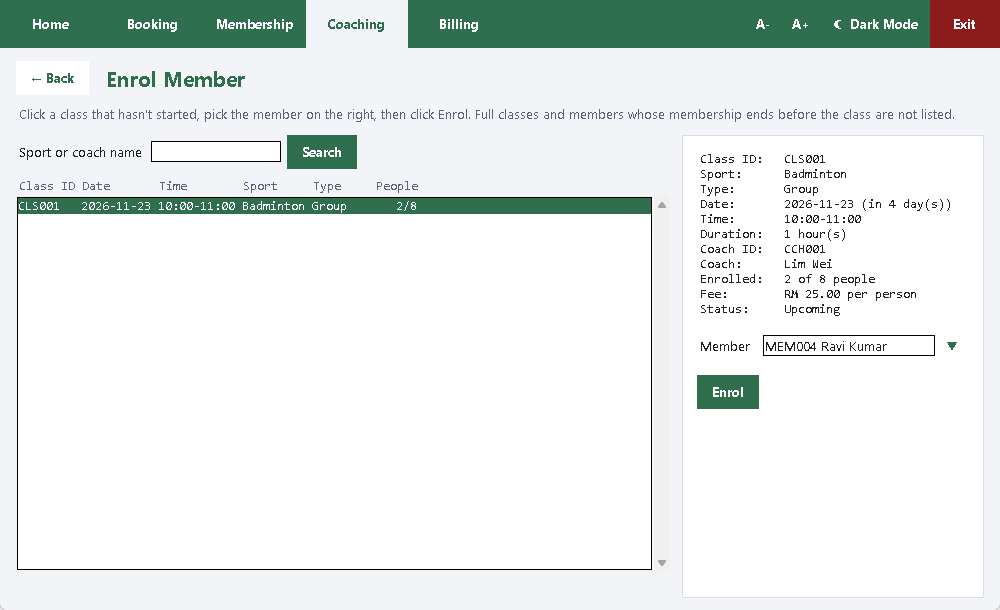 Home Booking Membership Coaching Billing A- A+ ☾ Dark Mode Exit
← Back Enrol Member
Click a class that hasn't started, pick the member on the right, then click Enrol. Full classes and members whose membership ends before the class are not listed.
Sport or coach name Search
Class ID Date Time Sport Type People
CLS001 2026-11-23 10:00-11:00 Badminton Group 2/8
Class ID: CLS001
Sport: Badminton
Type: Group
Date: 2026-11-23 (in 4 day(s))
Time: 10:00-11:00
Duration: 1 hour(s)
Coach ID: CCH001
Coach: Lim Wei
Enrolled: 2 of 8 people
Fee: RM 25.00 per person
Status: Upcoming
Member MEM004 Ravi Kumar ▼
Enrol